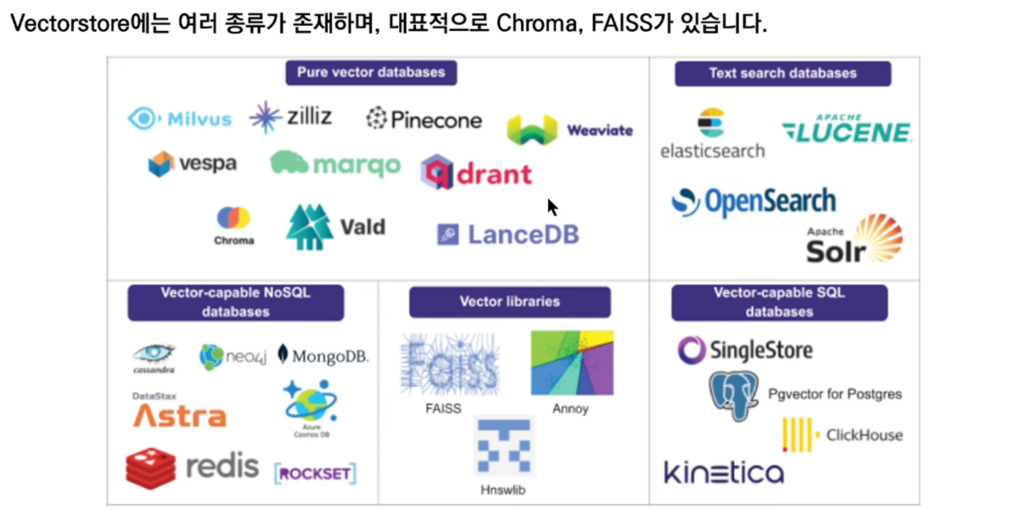 Vectorstore에는 여러 종류가 존재하며, 대표적으로 Chroma, FAISS가 있습니다.
Pure vector databases
Milvus
zilliz
Pinecone
Weaviate
vespa
marqo
qdrant
Chroma
Vald
LanceDB
Text search databases
elasticsearch
APACHE
LUCENE
OpenSearch
Apache
Solr
Vector-capable NoSQL
databases
cassandra
neo4j
MongoDB.
DataStax
Astra
Azure
Cosmos DB
redis
[ROCKSET]
Vector libraries
Faiss
FAISS
Annoy
Hnswlib
Vector-capable SQL
databases
SingleStore
Pgvector for Postgres
ClickHouse
kinetica